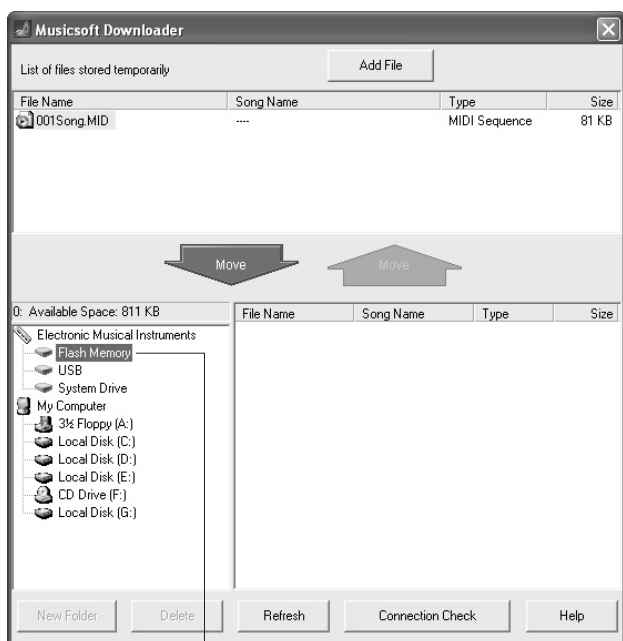 Musicsoft Downloader
List of files stored temporarily
Add File
File Name Song Name Type Size
001Song.MID ---- MIDI Sequence 81 KB
Move
Move
0: Available Space: 811 KB
File Name Song Name Type Size
Electronic Musical Instruments
Flash Memory
USB
System Drive
My Computer
3½ Floppy (A:)
Local Disk (C:)
Local Disk (D:)
Local Disk (E:)
CD Drive (F:)
Local Disk (G:)
New Folder Delete Refresh Connection Check Help